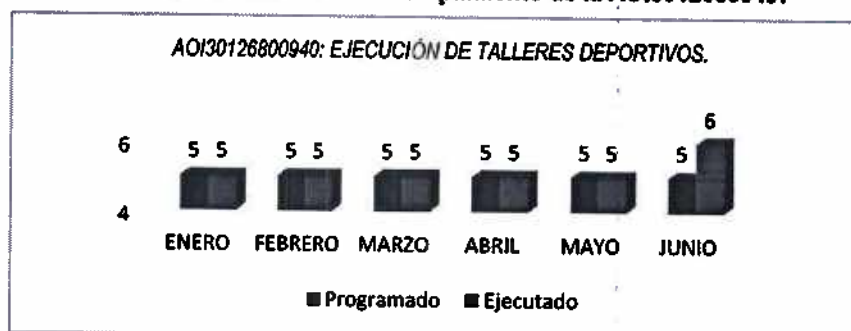 AOI30126800940: EJECUCIÓN DE TALLERES DEPORTIVOS.
6
5 5 5 5 5 5 5 5 5 5 5 6
4
ENERO FEBRERO MARZO ABRIL MAYO JUNIO
Programado Ejecutado